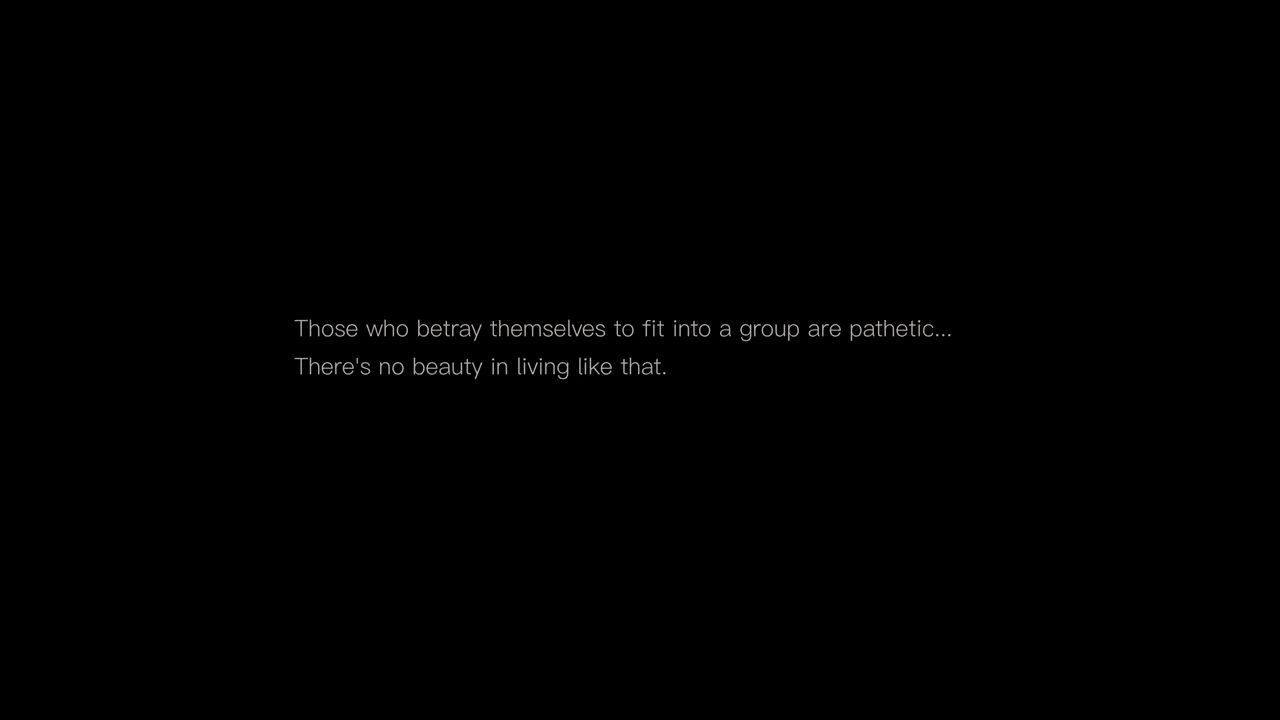 Those who betray themselves to fit into a group are pathetic...
There's no beauty in living like that.